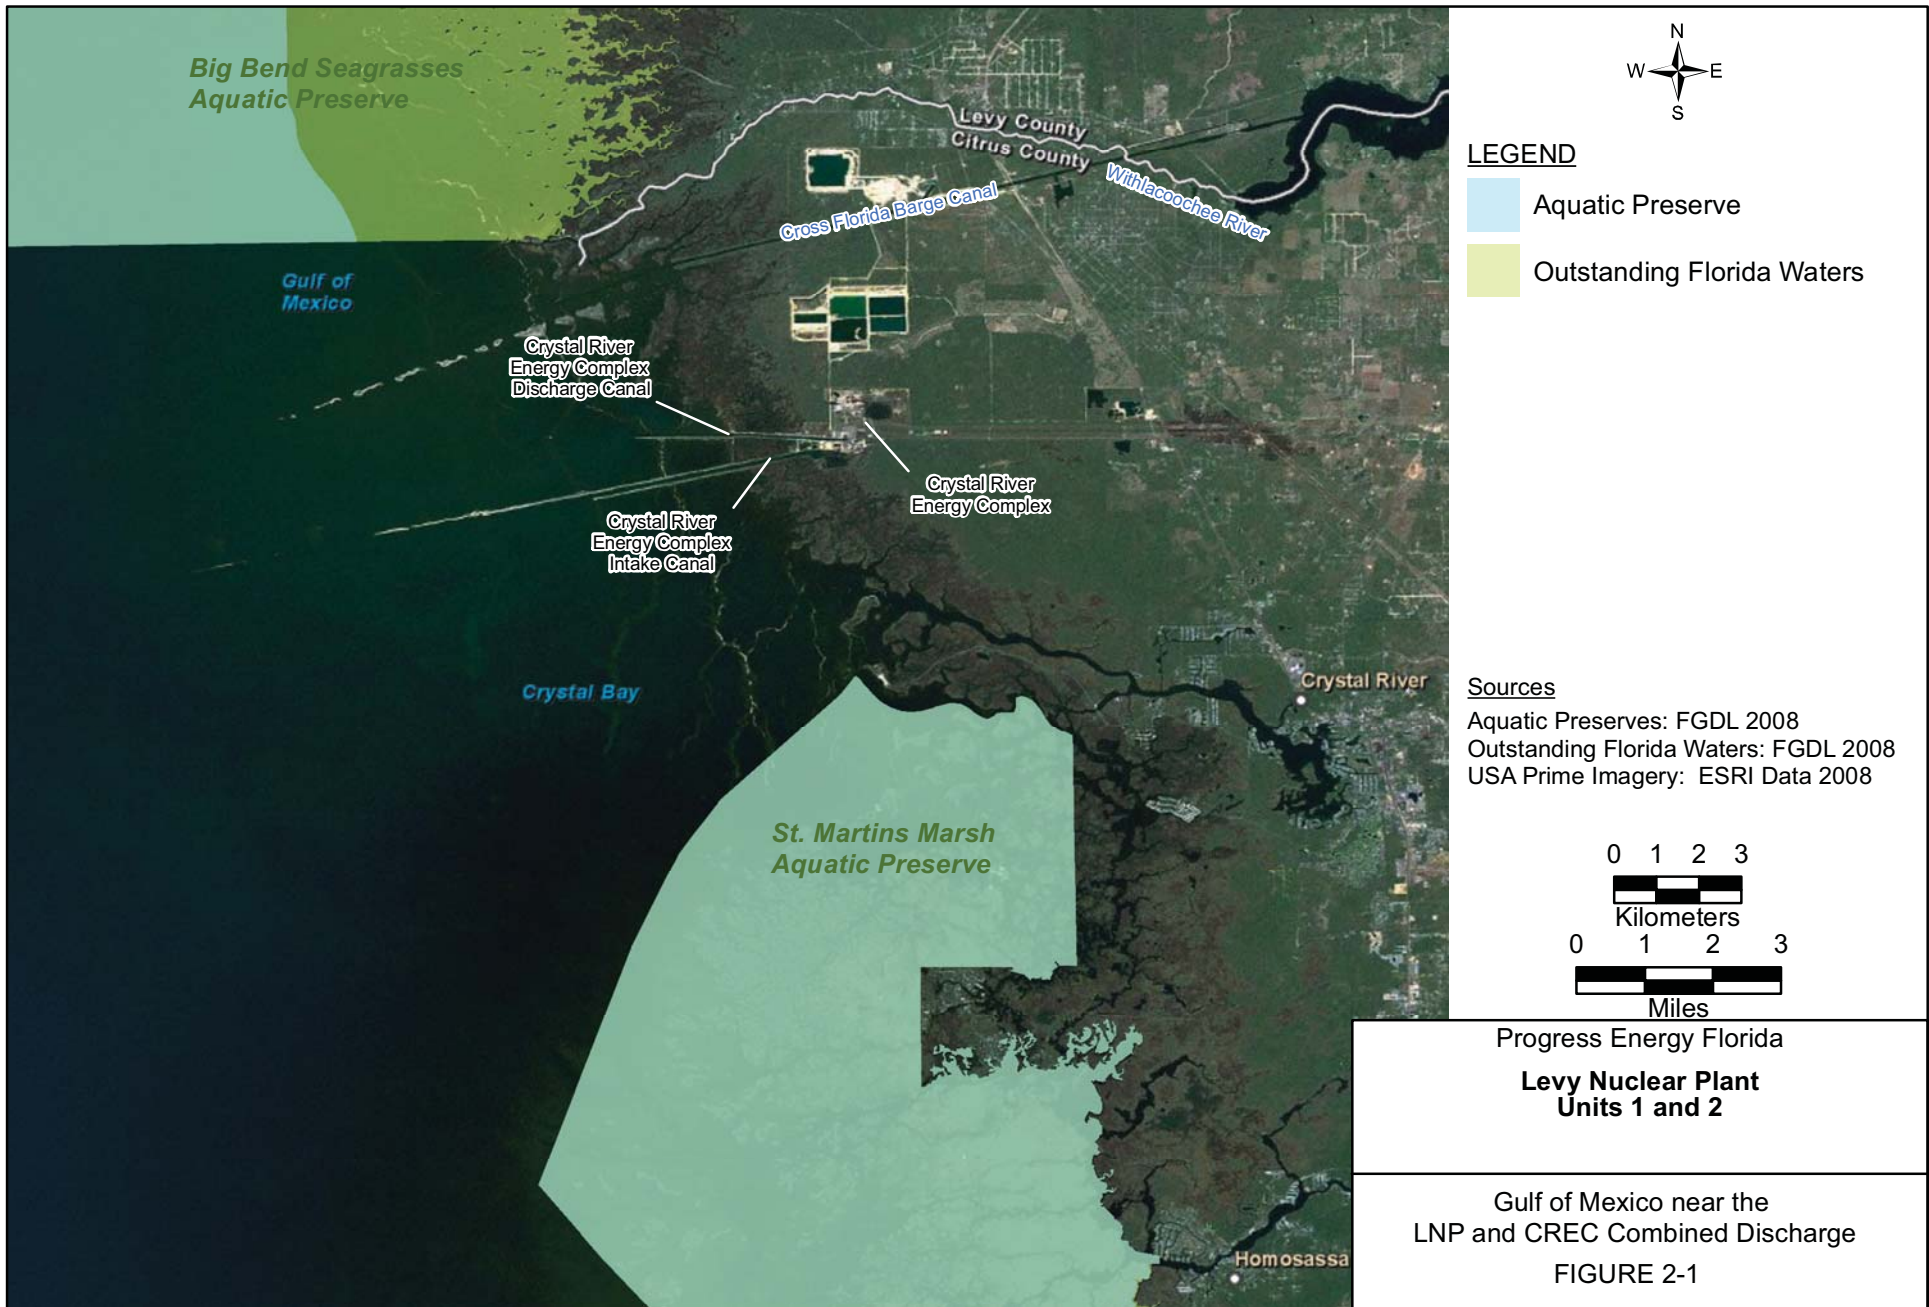 Big Bend Seagrasses
Aquatic Preserve
Levy County
Citrus County
Cross Florida Barge Canal
Withlacoochee River
Gulf of
Mexico
Crystal River
Energy Complex
Discharge Canal
Crystal River
Energy Complex
Crystal River
Energy Complex
Intake Canal
Crystal Bay
Crystal River
St. Martins Marsh
Aquatic Preserve
Homosassa
N
W E
S
LEGEND
Aquatic Preserve
Outstanding Florida Waters
Sources
Aquatic Preserves: FGDL 2008
Outstanding Florida Waters: FGDL 2008
USA Prime Imagery: ESRI Data 2008
0 1 2 3
Kilometers
0 1 2 3
Miles
Progress Energy Florida
Levy Nuclear Plant
Units 1 and 2
Gulf of Mexico near the
LNP and CREC Combined Discharge
FIGURE 2-1